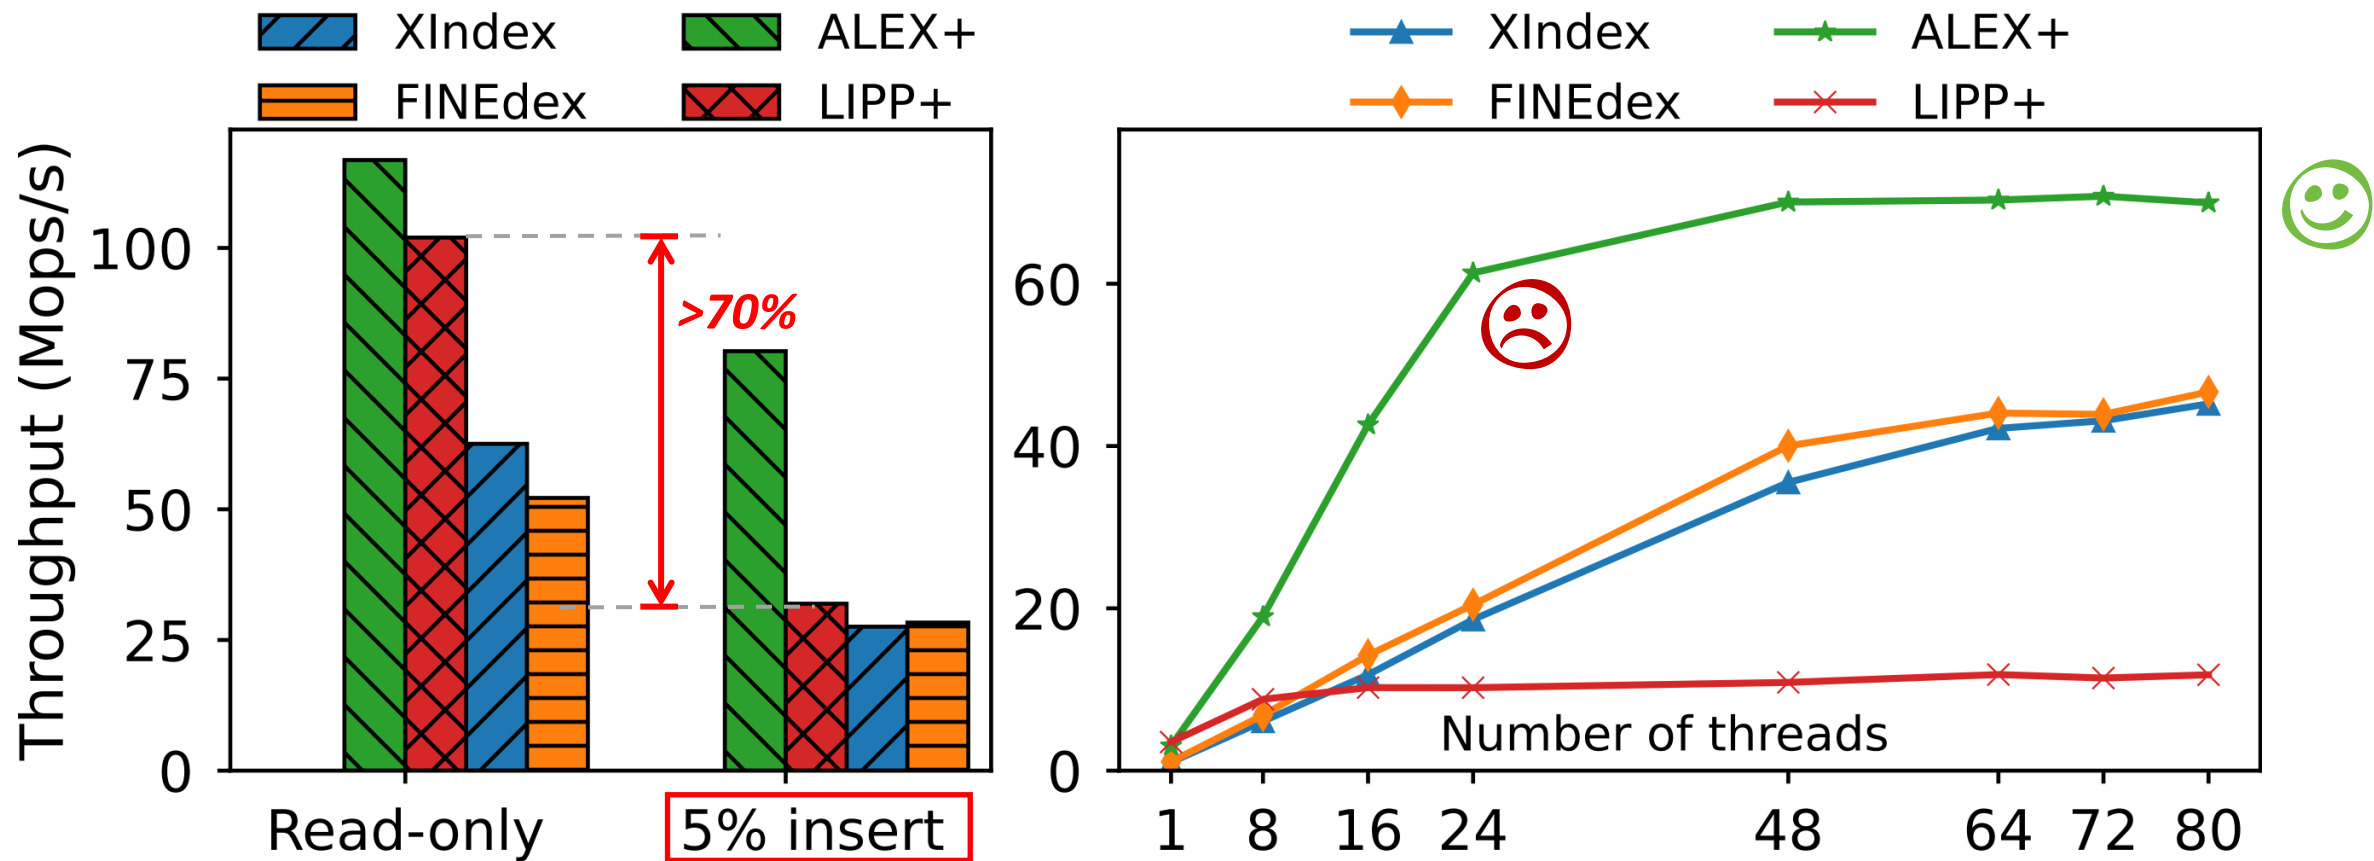 XIndex
ALEX+
FINEdex
LIPP+
Throughput (Mops/s)
100
75
50
25
0
>70%
Read-only
5% insert
XIndex
ALEX+
FINEdex
LIPP+
60
40
20
0
Number of threads
1 8 16 24 48 64 72 80